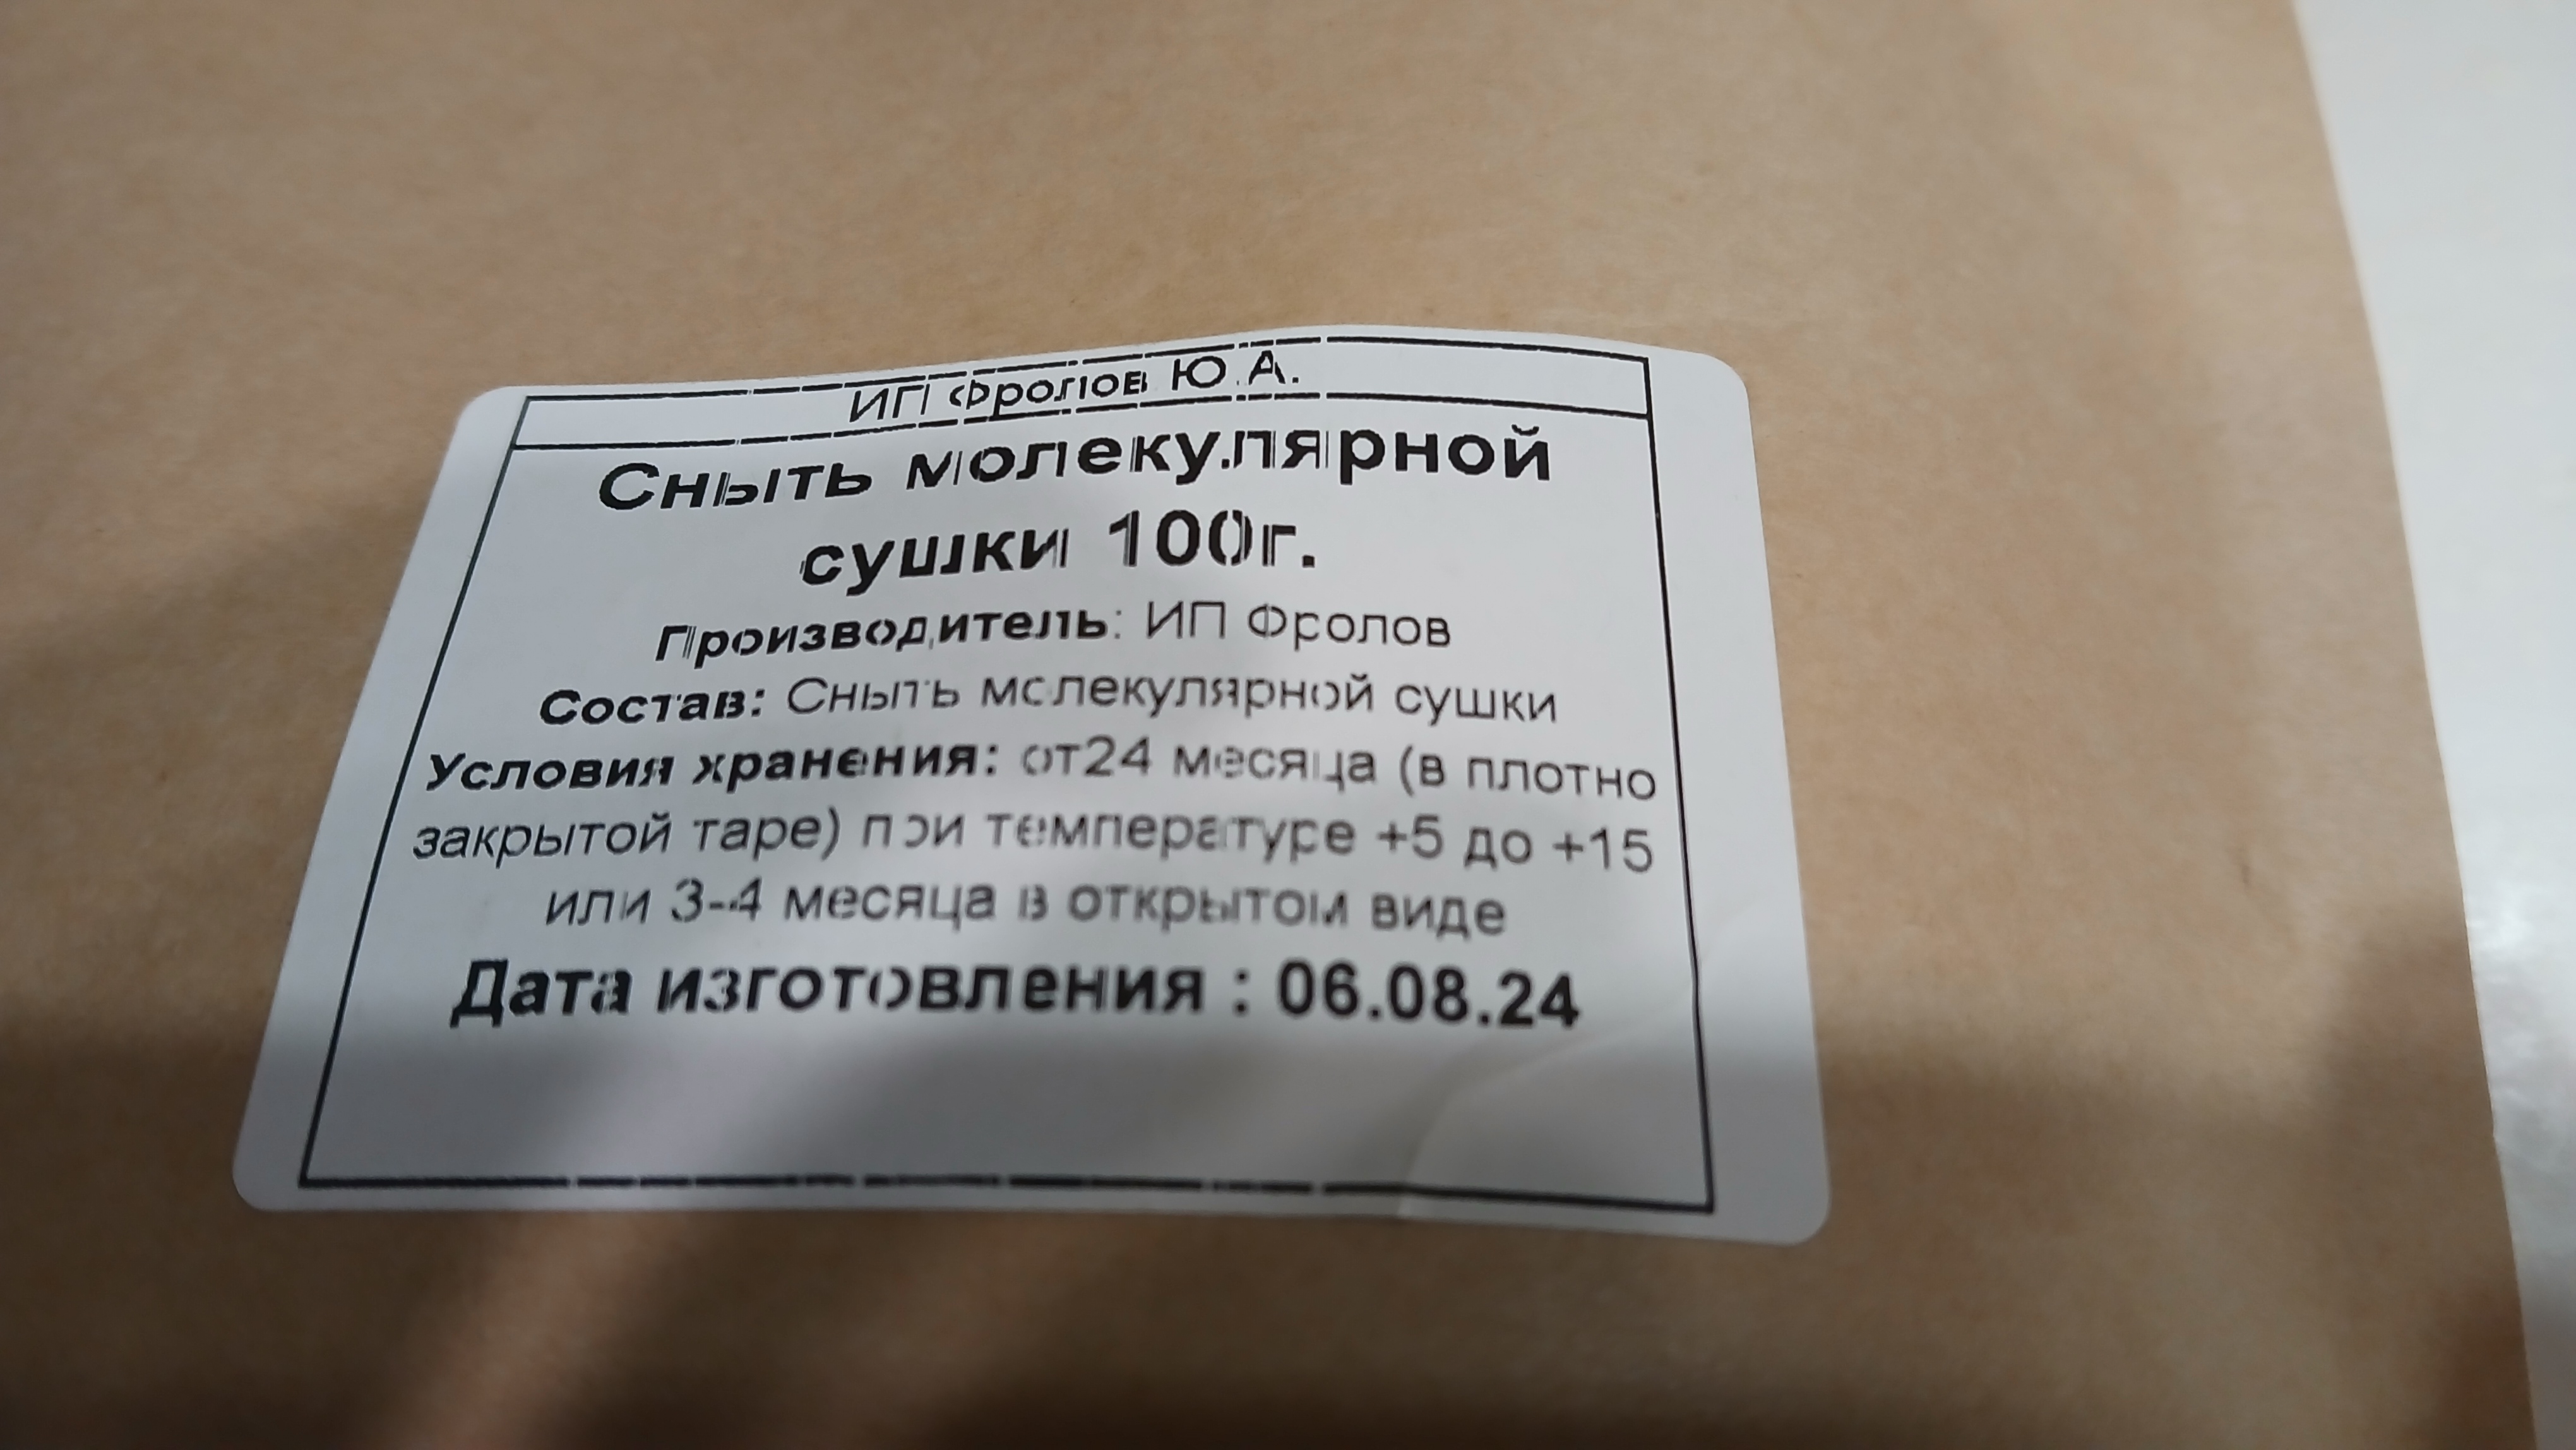 ИП Фролов Ю.А.
Сныть молекулярной
сушки 100г.
Производитель: ИП Фролов
Состав: Сныть молекулярной сушки
Условия хранения: от24 месяца (в плотно
закрытой таре) при температуре +5 до +15
или 3-4 месяца в открытом виде
Дата изготовления : 06.08.24